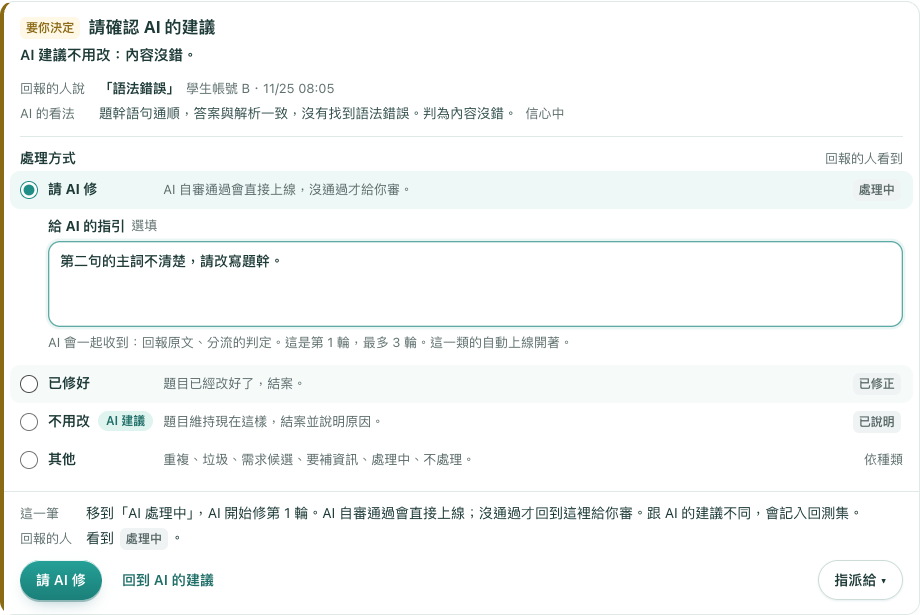 要你決定 請確認 AI 的建議
AI 建議不用改：內容沒錯。
回報的人說 「語法錯誤」 學生帳號 B · 11/25 08:05
AI 的看法 題幹語句通順，答案與解析一致，沒有找到語法錯誤。判為內容沒錯。 信心中
處理方式 回報的人看到
請 AI 修 AI 自審通過會直接上線，沒通過才給你審。 處理中
給 AI 的指引 選填
第二句的主詞不清楚，請改寫題幹。
AI 會一起收到：回報原文、分流的判定。這是第 1 輪，最多 3 輪。這一類的自動上線開著。
已修好 題目已經改好了，結案。 已修正
不用改 AI 建議 題目維持現在這樣，結案並說明原因。 已說明
其他 重複、垃圾、需求候選、要補資訊、處理中、不處理。 依種類
這一筆 移到「AI 處理中」，AI 開始修第 1 輪。AI 自審通過會直接上線；沒通過才回到這裡給你審。跟 AI 的建議不同，會記入回測集。
回報的人 看到 處理中 。
請 AI 修 回到 AI 的建議 指派給 ▾